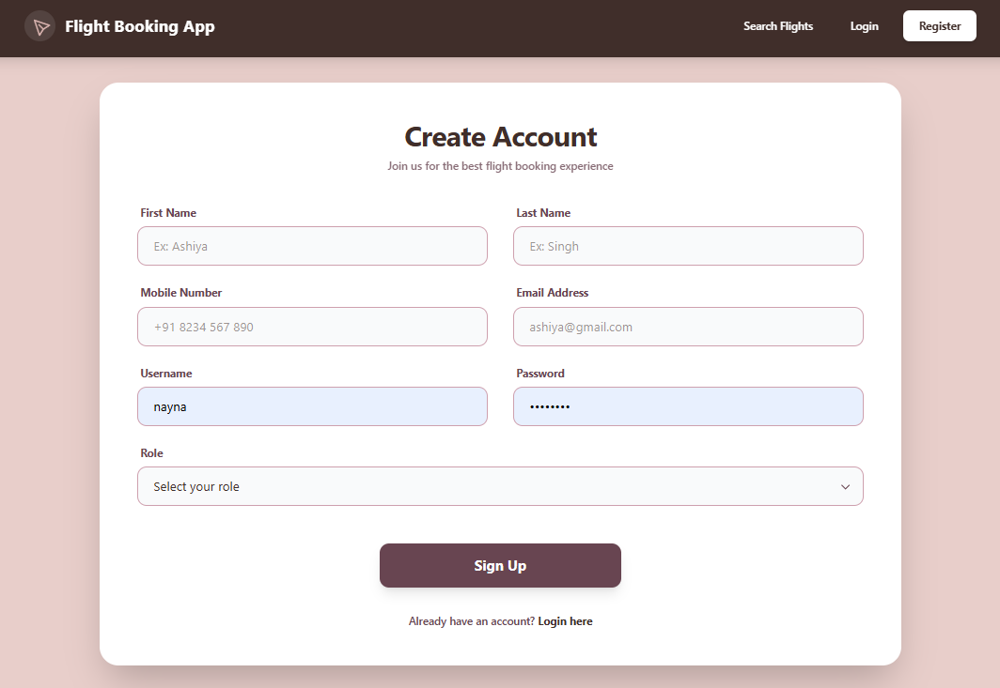 Flight Booking App Search Flights Login Register
Create Account
Join us for the best flight booking experience
First Name Last Name
Ex: Ashiya Ex: Singh
Mobile Number Email Address
+91 8234 567 890 ashiya@gmail.com
Username Password
nayna ••••••••
Role
Select your role
Sign Up
Already have an account? Login here